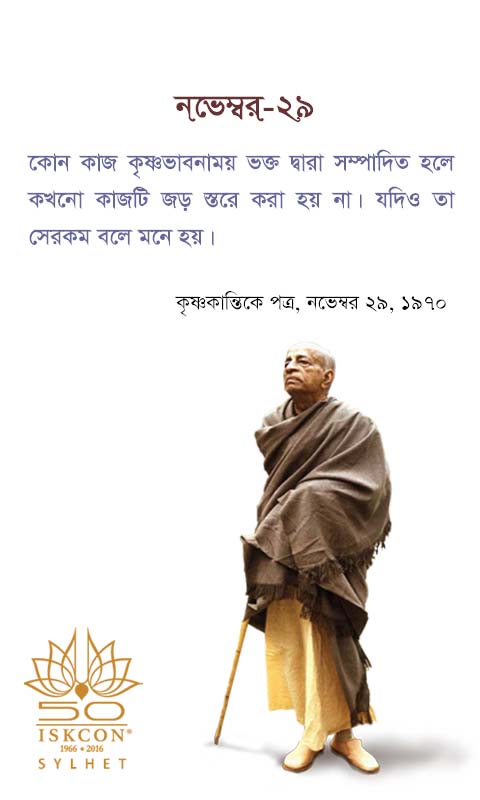 নভেম্বর-২৯
কোন কাজ কৃষ্ণভাবনাময় ভক্ত দ্বারা সম্পাদিত হলে
কখনো কাজটি জড় স্তরে করা হয় না। যদিও তা
সেরকম বলে মনে হয়।
কৃষ্ণকান্তিকে পত্র, নভেম্বর ২৯, ১৯৭০
50
ISKCON®
1966 • 2016
SYLHET